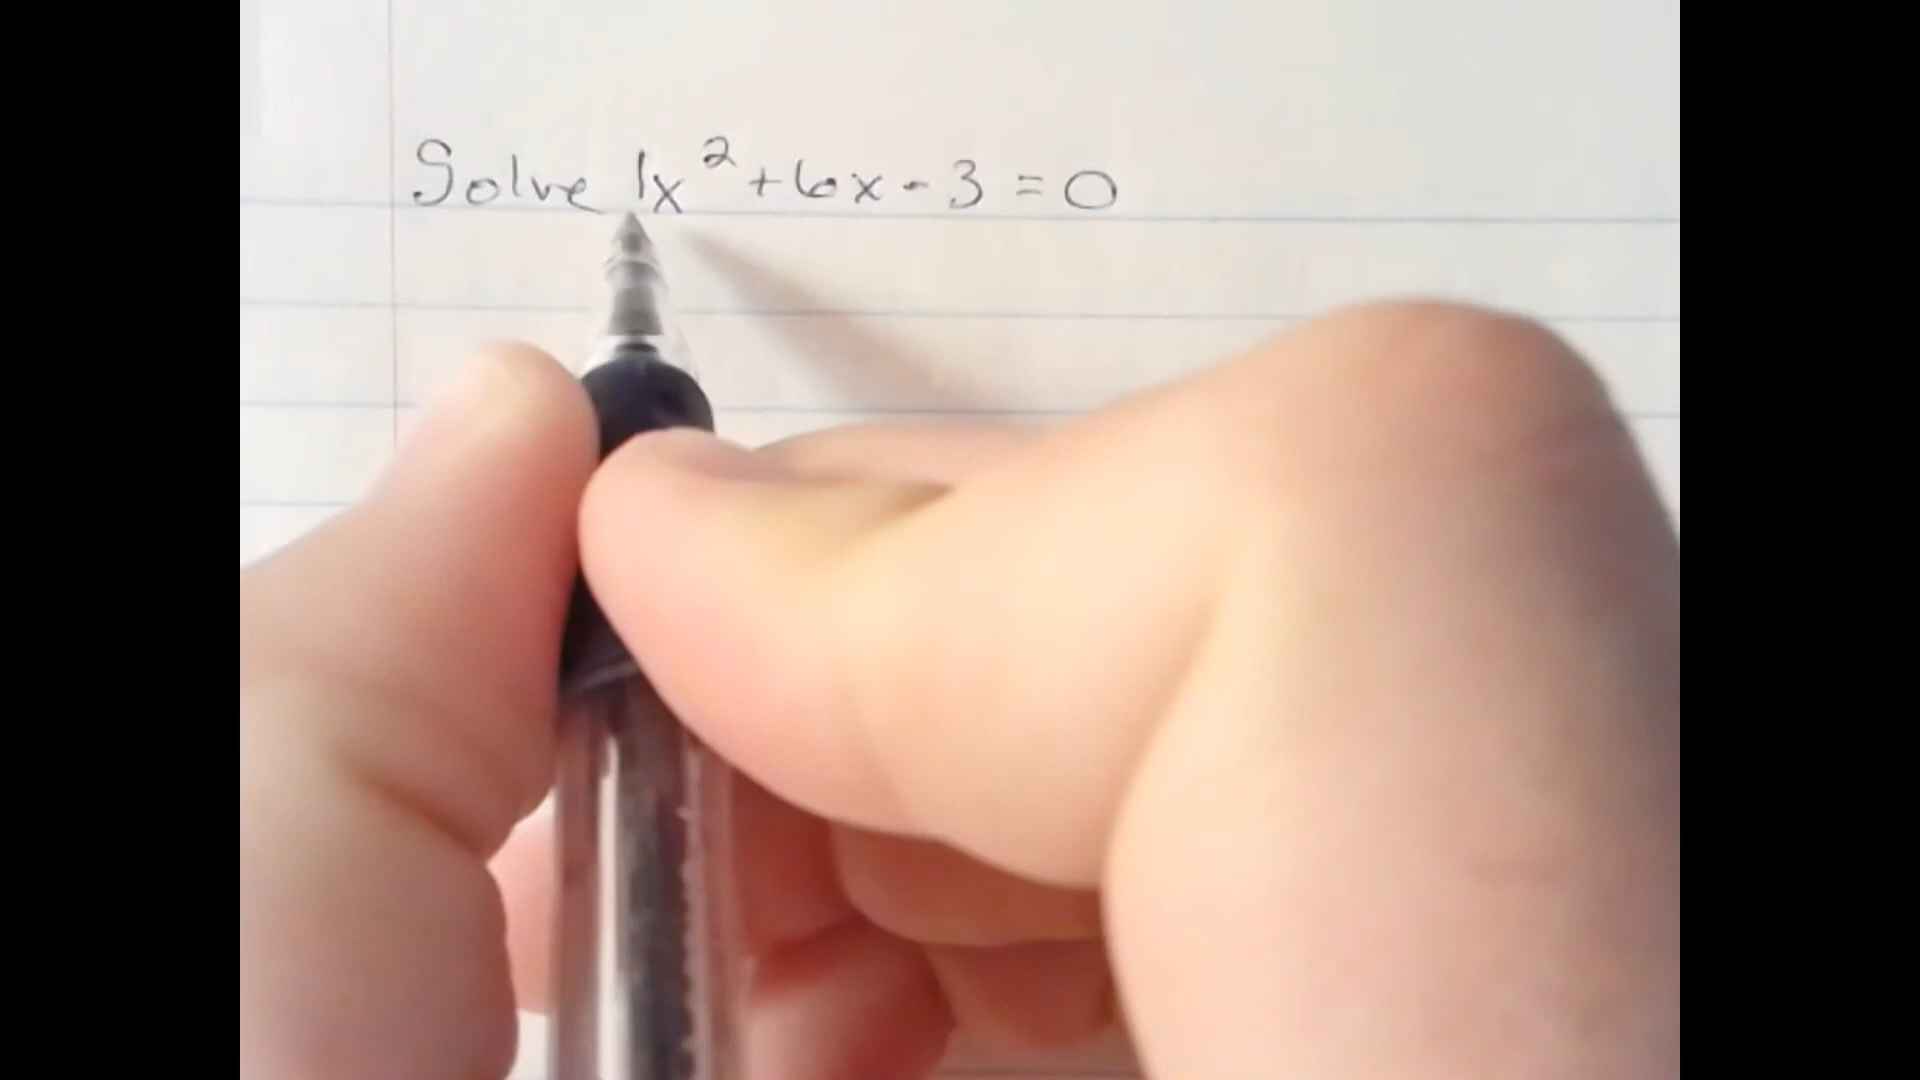 Solve 1x² + 6x - 3 = 0